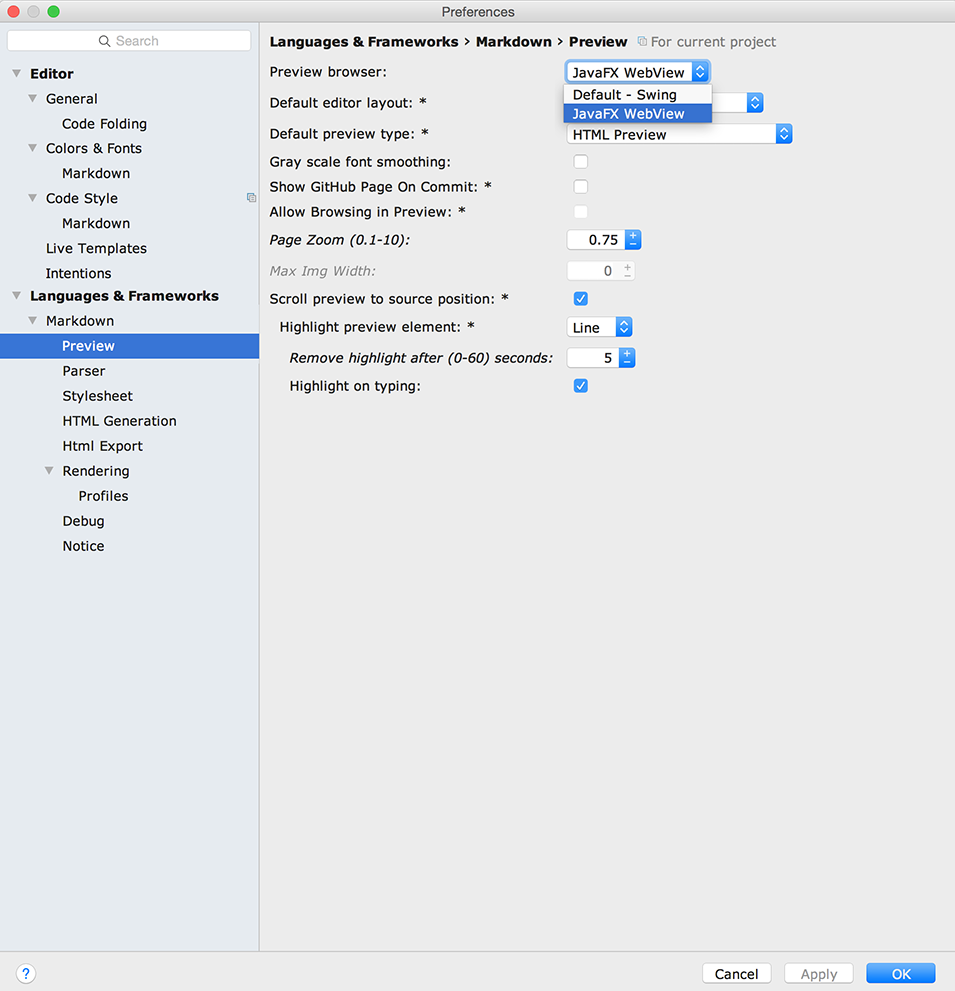 Preferences
Search
Editor
General
Code Folding
Colors & Fonts
Markdown
Code Style
Markdown
Live Templates
Intentions
Languages & Frameworks
Markdown
Preview
Parser
Stylesheet
HTML Generation
Html Export
Rendering
Profiles
Debug
Notice
Languages & Frameworks › Markdown › Preview For current project
Preview browser: JavaFX WebView
Default - Swing
JavaFX WebView
Default editor layout: *
Default preview type: * HTML Preview
Gray scale font smoothing:
Show GitHub Page On Commit: *
Allow Browsing in Preview: *
Page Zoom (0.1-10): 0.75
Max Img Width: 0
Scroll preview to source position: *
Highlight preview element: * Line
Remove highlight after (0-60) seconds: 5
Highlight on typing:
? Cancel Apply OK